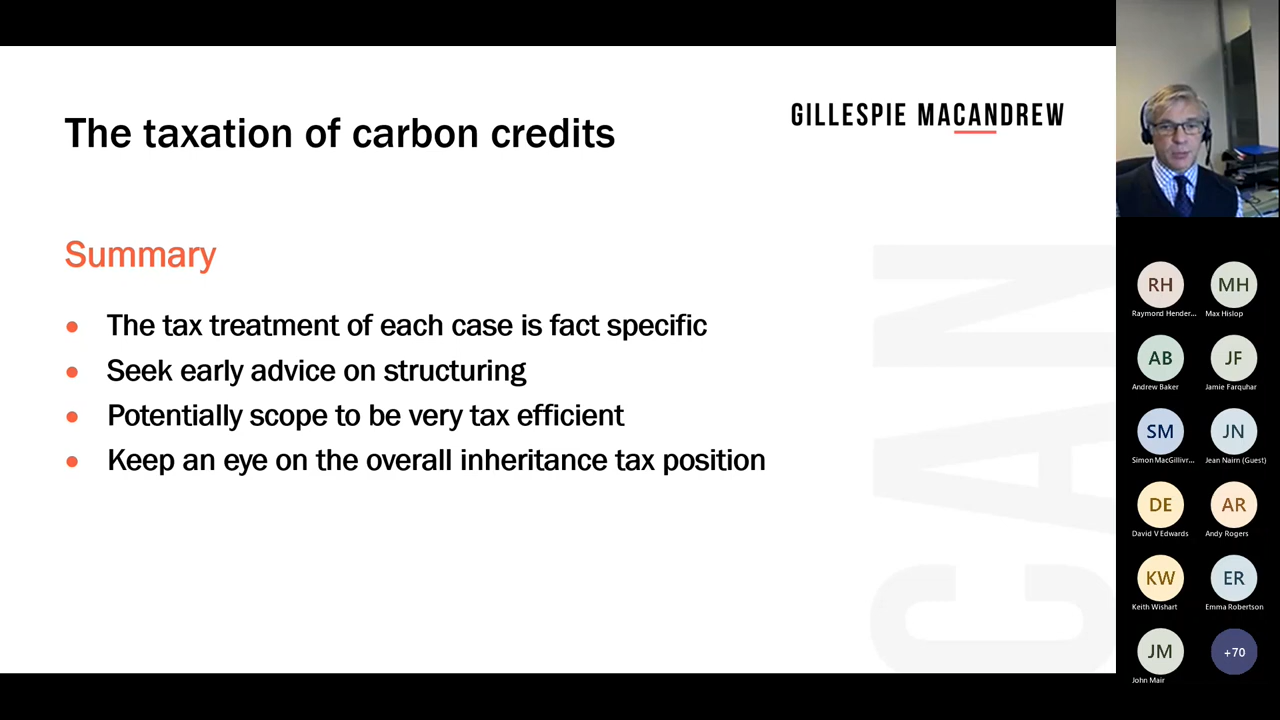 The taxation of carbon credits
GILLESPIE MACANDREW
Summary
• The tax treatment of each case is fact specific
• Seek early advice on structuring
• Potentially scope to be very tax efficient
• Keep an eye on the overall inheritance tax position
CAN
RH MH
Raymond Hender... Max Hislop
AB JF
Andrew Baker Jamie Farquhar
SM JN
Simon MacGillivr... Jean Nairn (Guest)
DE AR
David V Edwards Andy Rogers
KW ER
Keith Wishart Emma Robertson
JM +70
John Mair